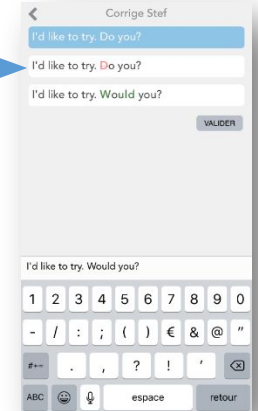 Corrige Stef
I'd like to try. Do you?
I'd like to try. Do you?
I'd like to try. Would you?
VALIDER
I'd like to try. Would you?
1 2 3 4 5 6 7 8 9 0
- / : ; ( ) € & @ "
#+= . , ? ! '
ABC espace retour